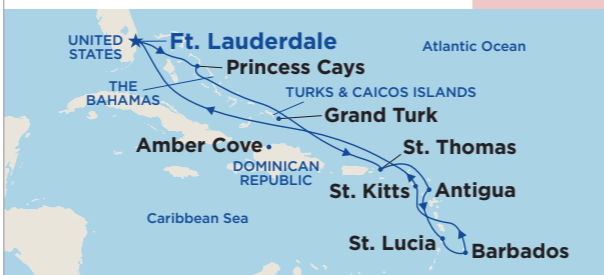 UNITED
STATES
Ft. Lauderdale
Atlantic Ocean
Princess Cays
THE
BAHAMAS
TURKS & CAICOS ISLANDS
Grand Turk
Amber Cove
St. Thomas
DOMINICAN
REPUBLIC
St. Kitts
Antigua
Caribbean Sea
St. Lucia
Barbados